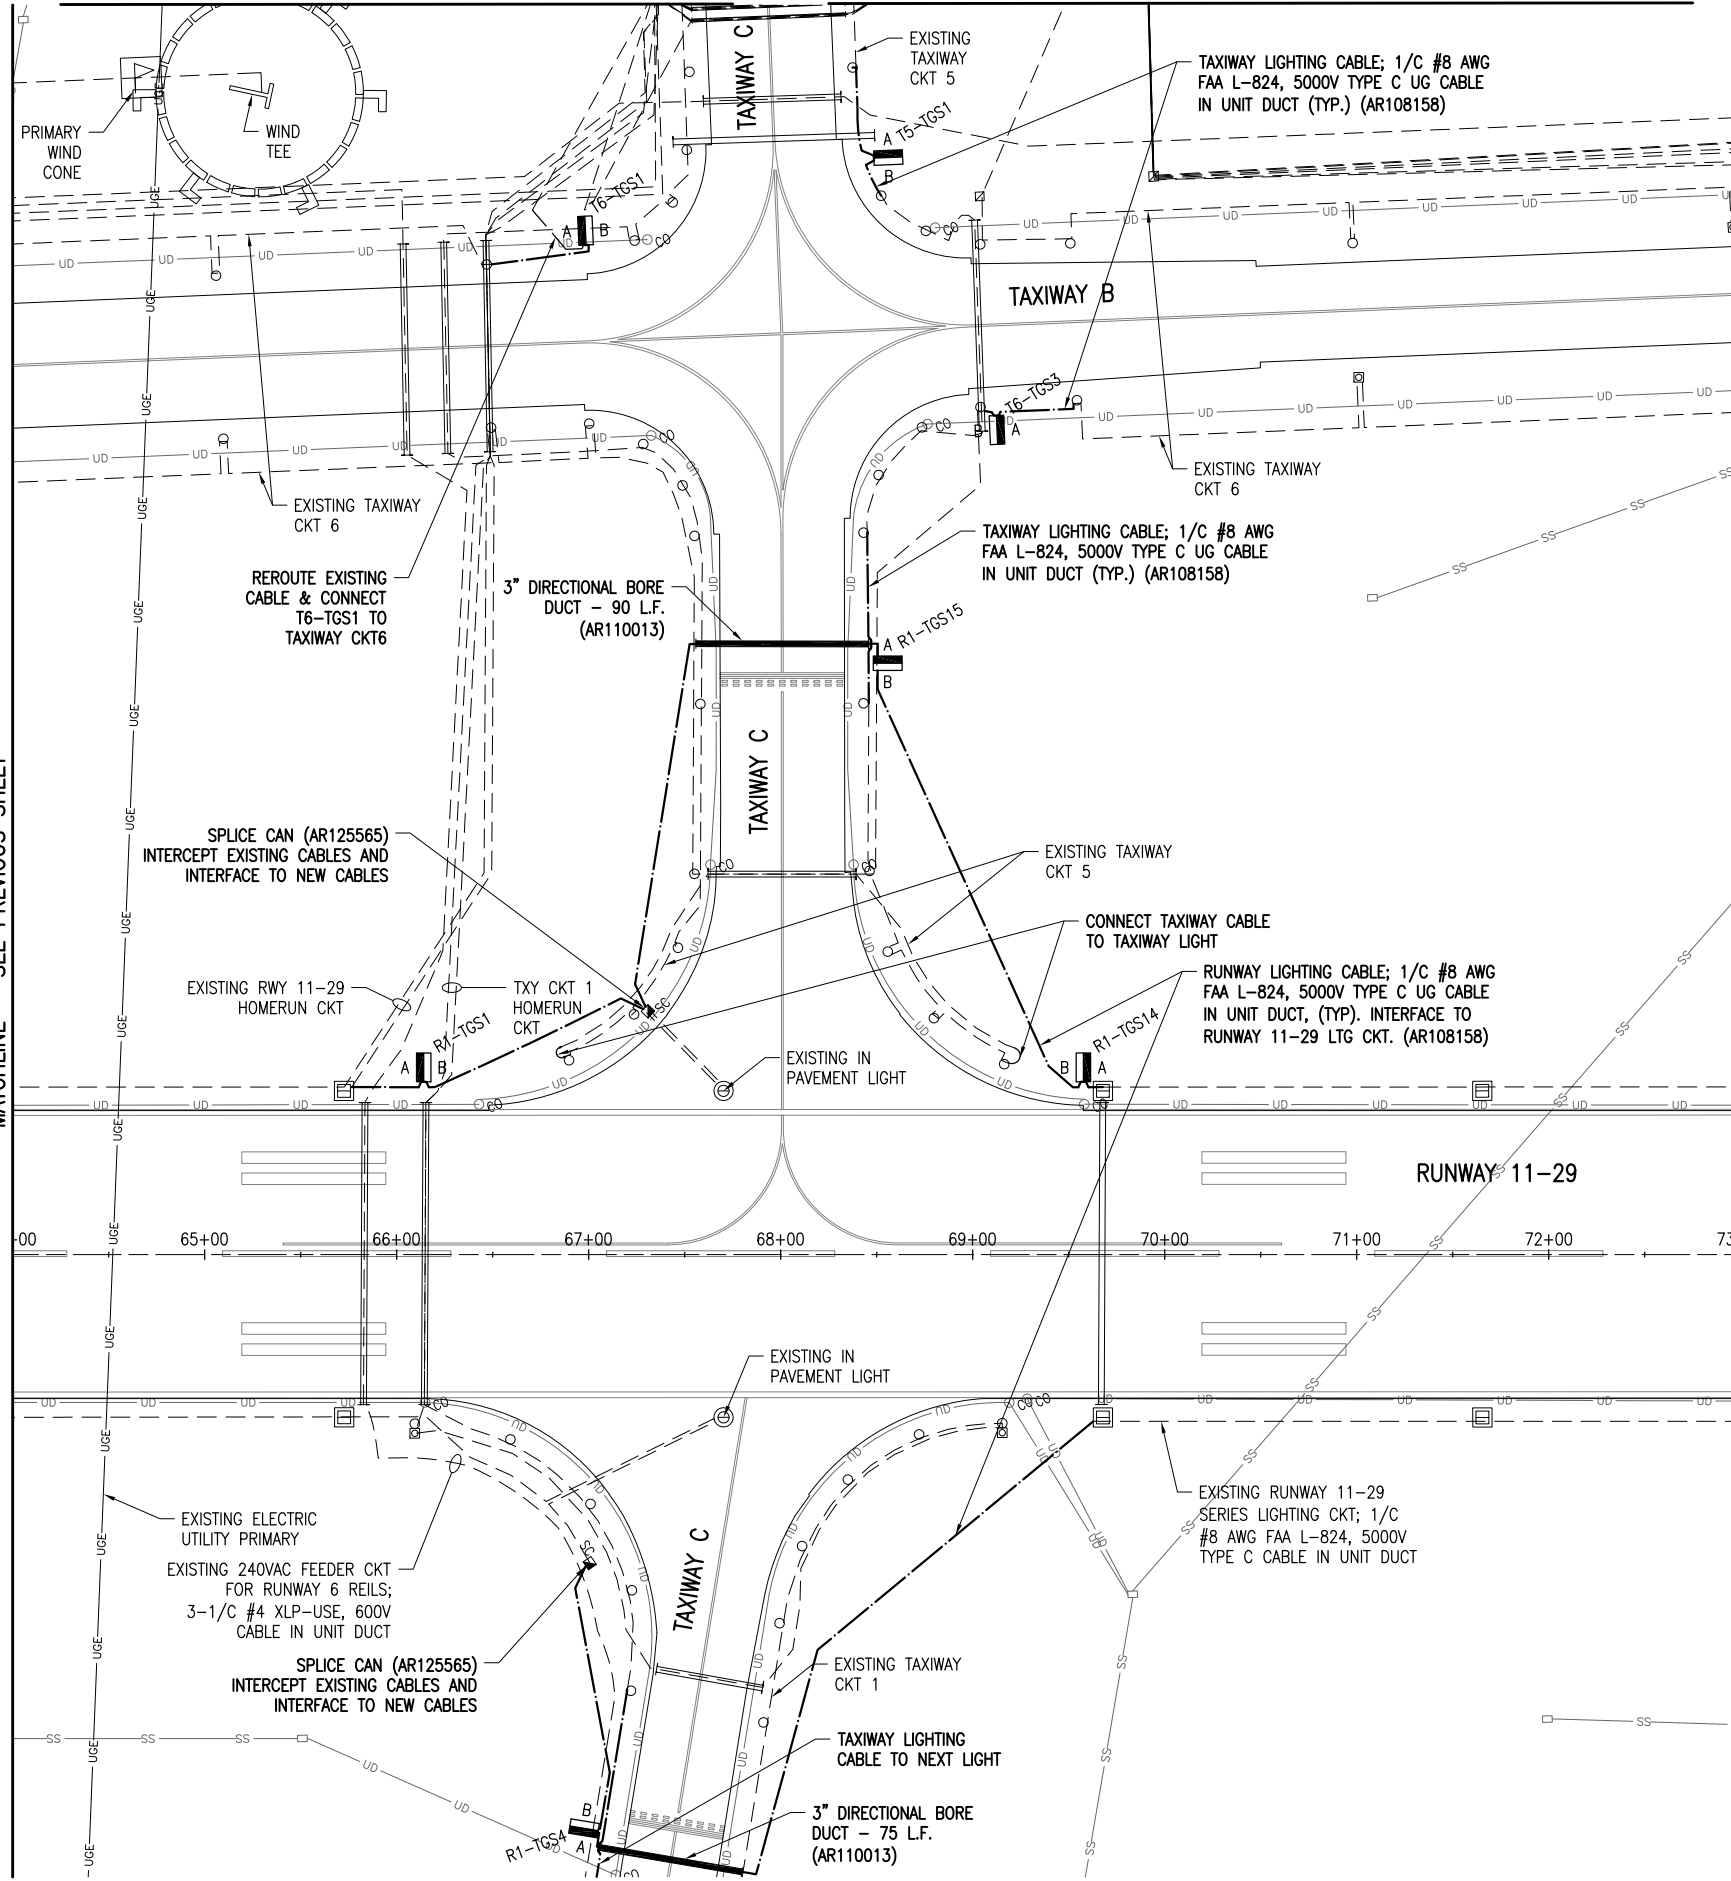 TAXIWAY C
EXISTING
TAXIWAY
CKT 5
TAXIWAY LIGHTING CABLE; 1/C #8 AWG
FAA L-824, 5000V TYPE C UG CABLE
IN UNIT DUCT (TYP.) (AR108158)
PRIMARY
WIND
CONE
WIND
TEE
T5-TGS1
A
B
T6-TGS1
A
B
UD
CO
UGE
TAXIWAY B
T6-TGS3
A
EXISTING TAXIWAY
CKT 6
EXISTING TAXIWAY
CKT 6
REROUTE EXISTING
CABLE & CONNECT
T6-TGS1 TO
TAXIWAY CKT6
3" DIRECTIONAL BORE
DUCT - 90 L.F.
(AR110013)
TAXIWAY LIGHTING CABLE; 1/C #8 AWG
FAA L-824, 5000V TYPE C UG CABLE
IN UNIT DUCT (TYP.) (AR108158)
R1-TGS15
A
B
SS
TAXIWAY C
SPLICE CAN (AR125565)
INTERCEPT EXISTING CABLES AND
INTERFACE TO NEW CABLES
EXISTING TAXIWAY
CKT 5
CONNECT TAXIWAY CABLE
TO TAXIWAY LIGHT
RUNWAY LIGHTING CABLE; 1/C #8 AWG
FAA L-824, 5000V TYPE C UG CABLE
IN UNIT DUCT, (TYP). INTERFACE TO
RUNWAY 11-29 LTG CKT. (AR108158)
EXISTING RWY 11-29
HOMERUN CKT
TXY CKT 1
HOMERUN
CKT
SC
R1-TGS1
A
B
EXISTING IN
PAVEMENT LIGHT
R1-TGS14
B
A
RUNWAY 11-29
65+00
66+00
67+00
68+00
69+00
70+00
71+00
72+00
EXISTING IN
PAVEMENT LIGHT
EXISTING ELECTRIC
UTILITY PRIMARY
EXISTING 240VAC FEEDER CKT
FOR RUNWAY 6 REILS;
3-1/C #4 XLP-USE, 600V
CABLE IN UNIT DUCT
SC
TAXIWAY C
EXISTING RUNWAY 11-29
SERIES LIGHTING CKT; 1/C
#8 AWG FAA L-824, 5000V
TYPE C CABLE IN UNIT DUCT
SPLICE CAN (AR125565)
INTERCEPT EXISTING CABLES AND
INTERFACE TO NEW CABLES
EXISTING TAXIWAY
CKT 1
TAXIWAY LIGHTING
CABLE TO NEXT LIGHT
3" DIRECTIONAL BORE
DUCT - 75 L.F.
(AR110013)
R1-TGS4
B
A